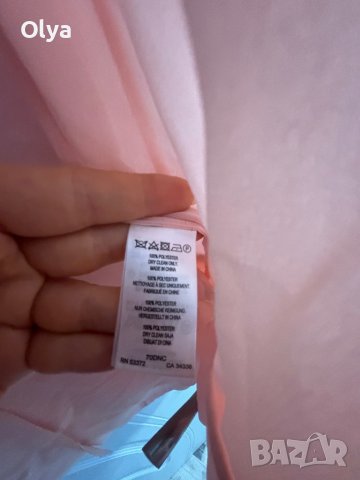 Olya
100% POLYESTER
DRY CLEAN ONLY
MADE IN CHINA
100% POLYESTER
NETTOYAGE A SEC UNIQUEMENT
FABRIQUÉ EN CHINE
100% POLYESTER
NUR CHEMISCHE REINIGUNG
HERGESTELLT IN CHINA
100% POLYESTER
DRY CLEAN SAJA
DIBUAT DI CINA
70DNC
RN 53372 CA 34336
BAZAR